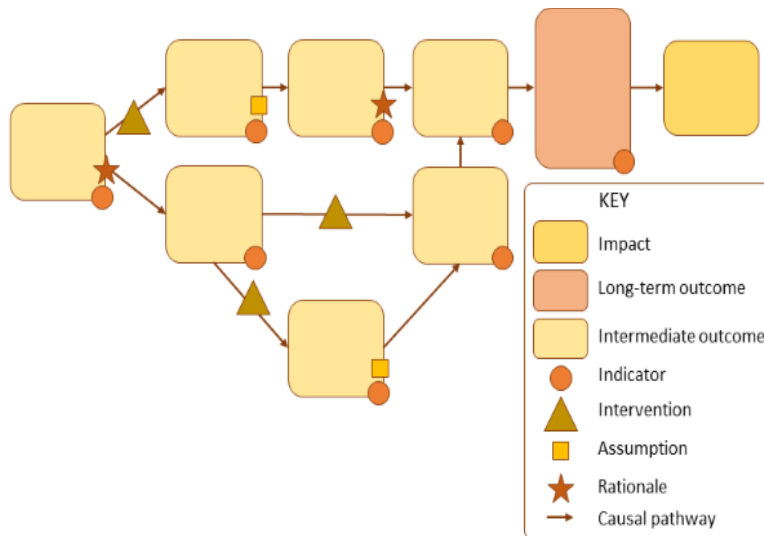 KEY
Impact
Long-term outcome
Intermediate outcome
Indicator
Intervention
Assumption
Rationale
Causal pathway